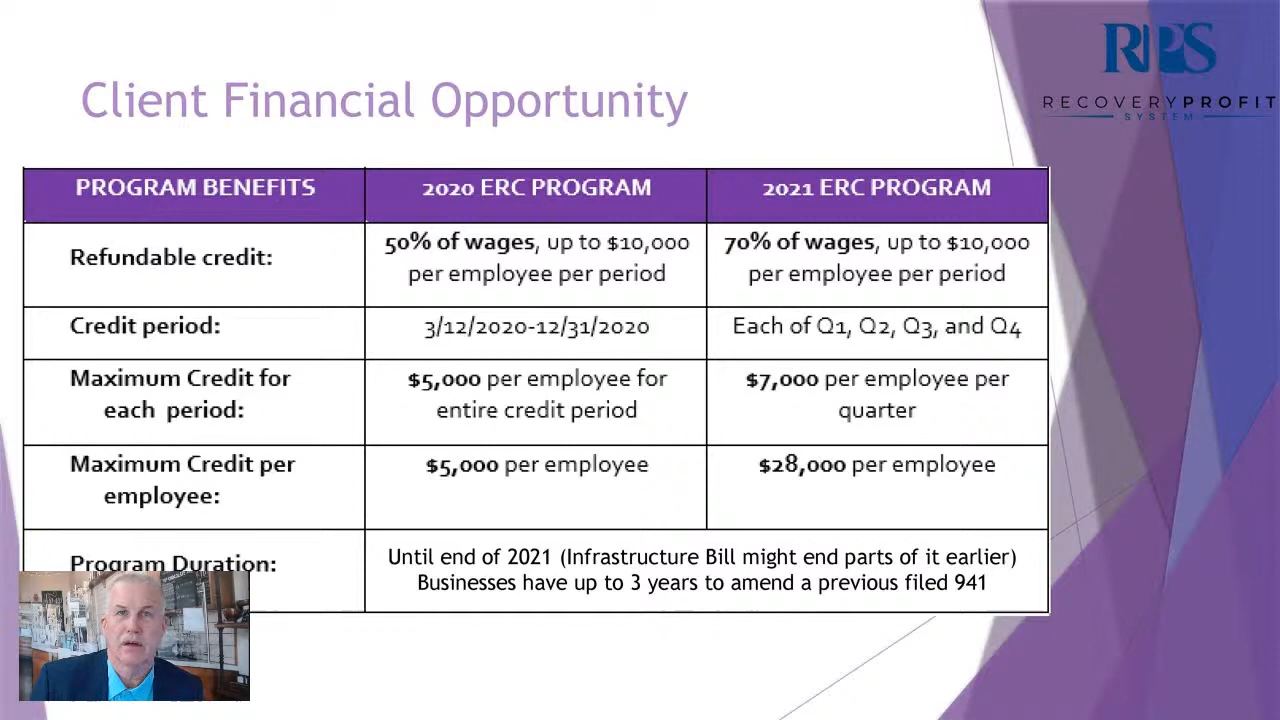 RPS
RECOVERYPROFIT
SYSTEM
Client Financial Opportunity
PROGRAM BENEFITS
2020 ERC PROGRAM
2021 ERC PROGRAM
Refundable credit:
50% of wages, up to $10,000
per employee per period
70% of wages, up to $10,000
per employee per period
Credit period:
3/12/2020-12/31/2020
Each of Q1, Q2, Q3, and Q4
Maximum Credit for
each period:
$5,000 per employee for
entire credit period
$7,000 per employee per
quarter
Maximum Credit per
employee:
$5,000 per employee
$28,000 per employee
Program Duration:
Until end of 2021 (Infrastructure Bill might end parts of it earlier)
Businesses have up to 3 years to amend a previous filed 941